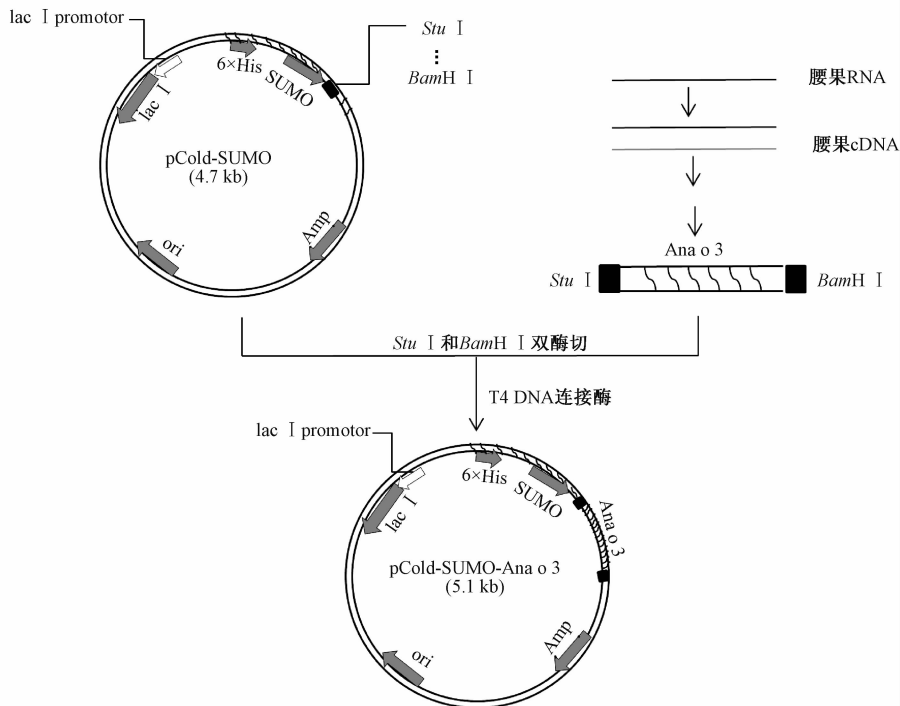 lac Ⅰ promotor
Stu Ⅰ
BamH Ⅰ
6×His
SUMO
lac Ⅰ
pCold-SUMO
(4.7 kb)
ori
Amp
腰果RNA
腰果cDNA
Ana o 3
Stu Ⅰ
BamH Ⅰ
Stu Ⅰ和BamH Ⅰ双酶切
T4 DNA连接酶
lac Ⅰ promotor
6×His
SUMO
Ana o 3
lac Ⅰ
pCold-SUMO-Ana o 3
(5.1 kb)
ori
Amp